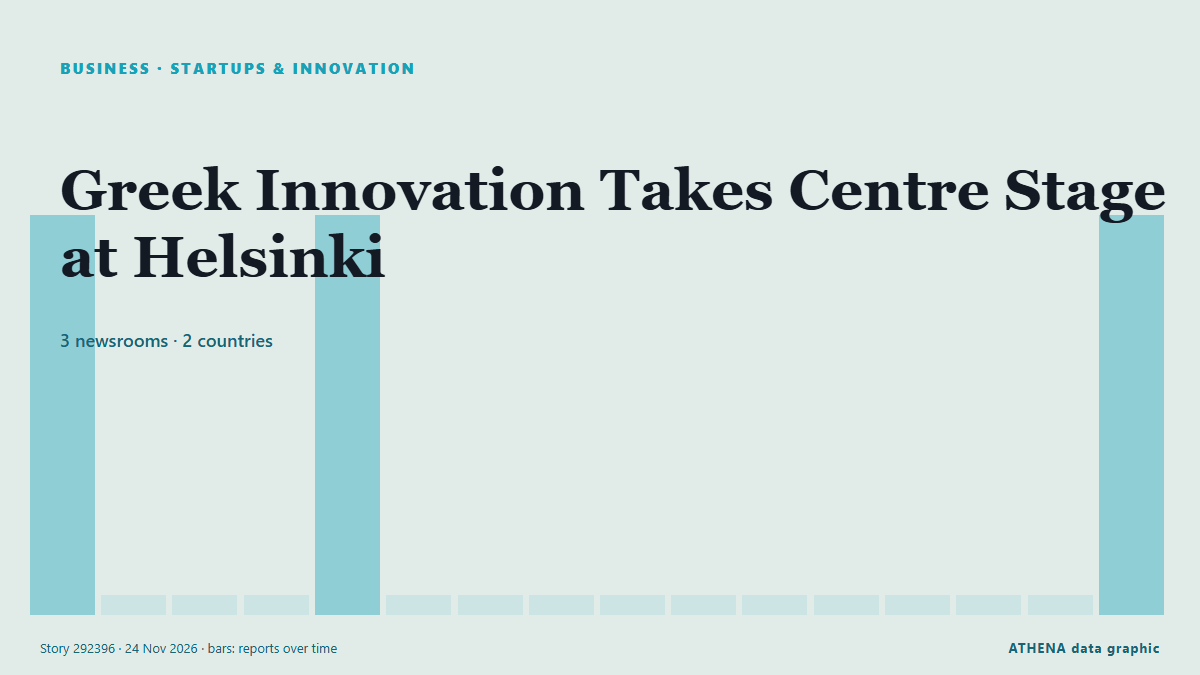 BUSINESS · STARTUPS & INNOVATION
Greek Innovation Takes Centre Stage
at Helsinki
3 newsrooms · 2 countries
Story 292396 · 24 Nov 2026 · bars: reports over time
ATHENA data graphic